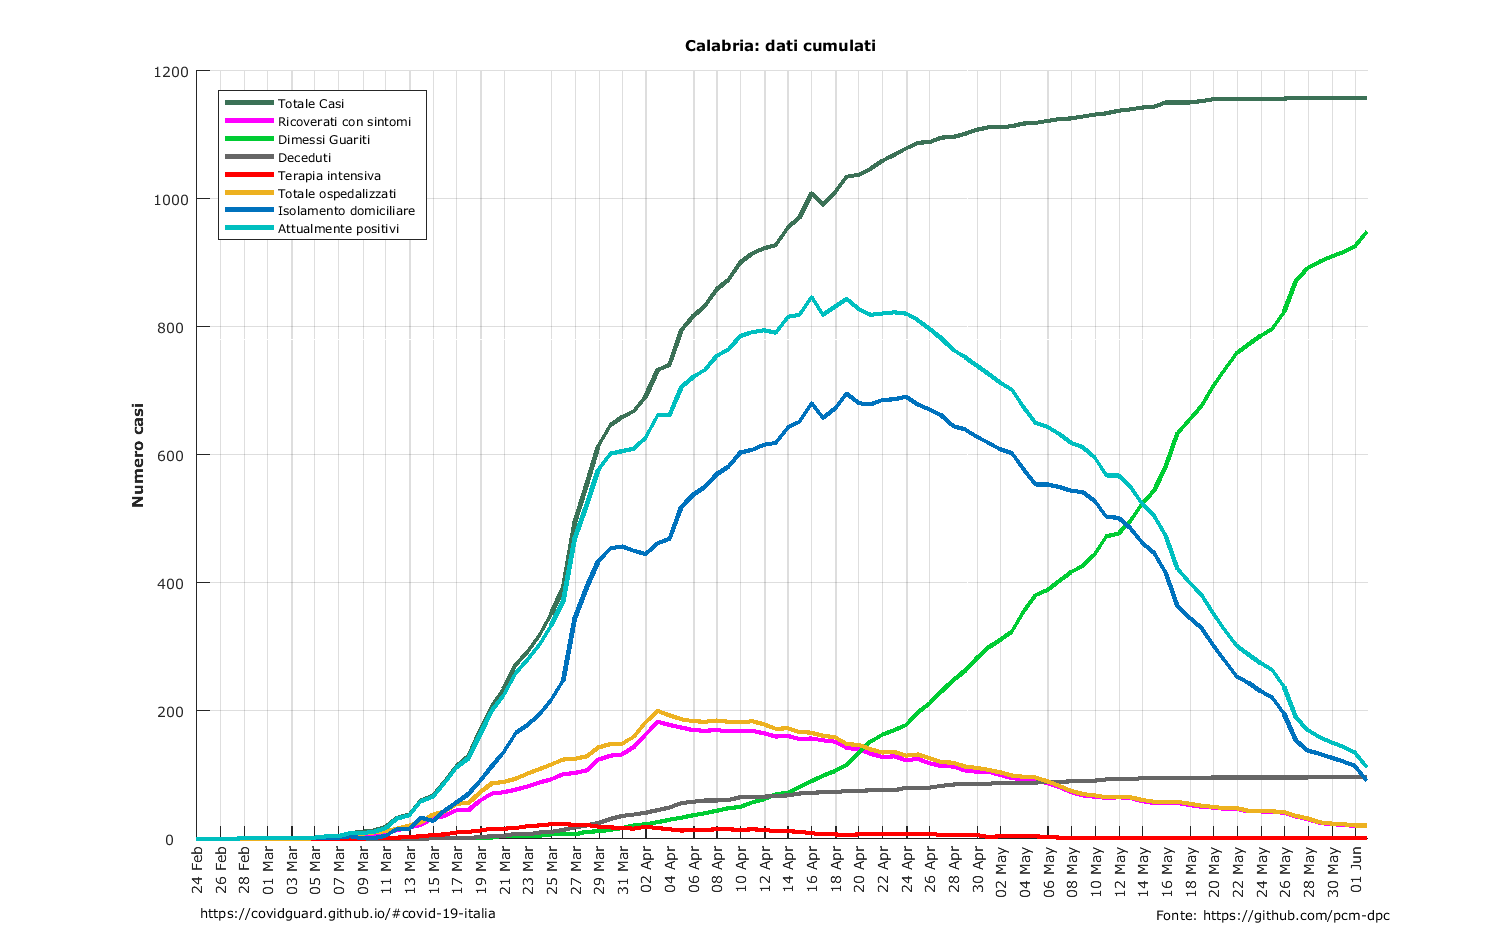 Calabria: dati cumulati
1200
1000
800
600
400
200
0
Numero casi
Totale Casi
Ricoverati con sintomi
Dimessi Guariti
Deceduti
Terapia intensiva
Totale ospedalizzati
Isolamento domiciliare
Attualmente positivi
24 Feb
26 Feb
28 Feb
01 Mar
03 Mar
05 Mar
07 Mar
09 Mar
11 Mar
13 Mar
15 Mar
17 Mar
19 Mar
21 Mar
23 Mar
25 Mar
27 Mar
29 Mar
31 Mar
02 Apr
04 Apr
06 Apr
08 Apr
10 Apr
12 Apr
14 Apr
16 Apr
18 Apr
20 Apr
22 Apr
24 Apr
26 Apr
28 Apr
30 Apr
02 May
04 May
06 May
08 May
10 May
12 May
14 May
16 May
18 May
20 May
22 May
24 May
26 May
28 May
30 May
01 Jun
https://covidguard.github.io/#covid-19-italia
Fonte: https://github.com/pcm-dpc